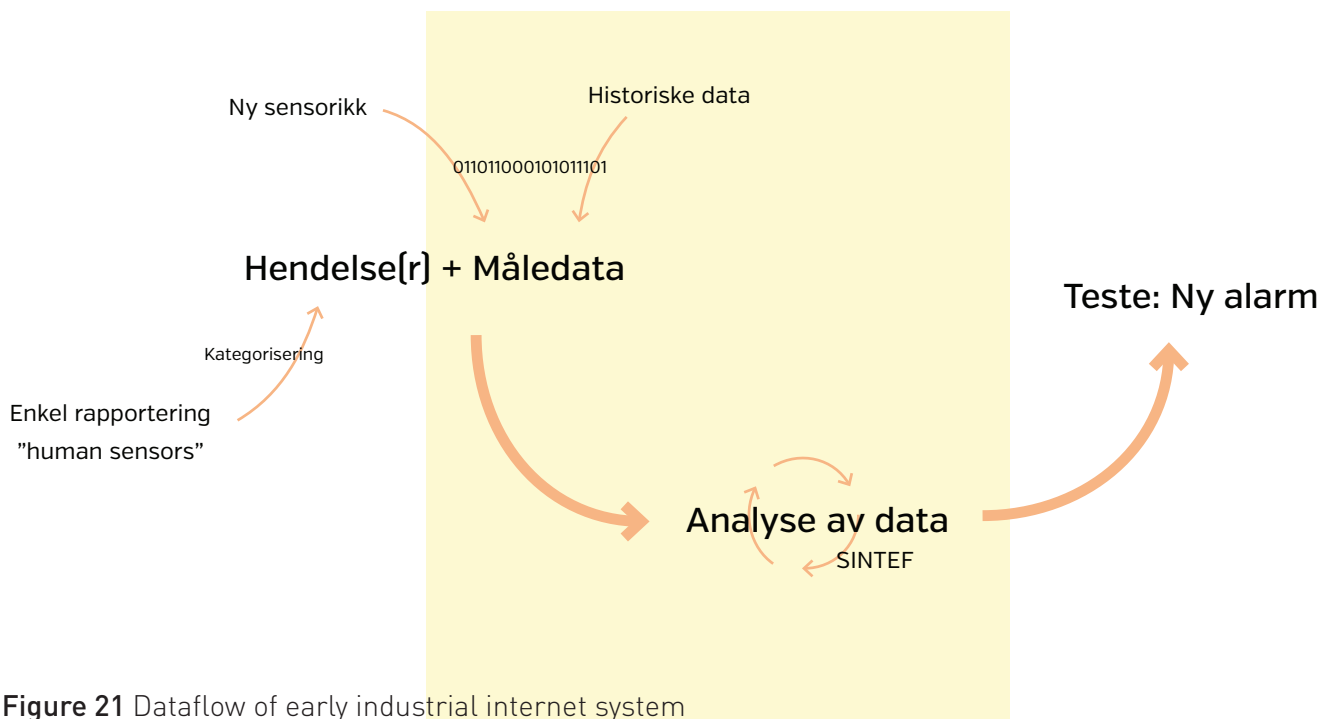 Ny sensorikk
Historiske data
011011000101011101
Hendelse(r) + Måledata
Teste: Ny alarm
Kategorisering
Enkel rapportering
”human sensors”
Analyse av data
SINTEF
Figure 21 Dataflow of early industrial internet system